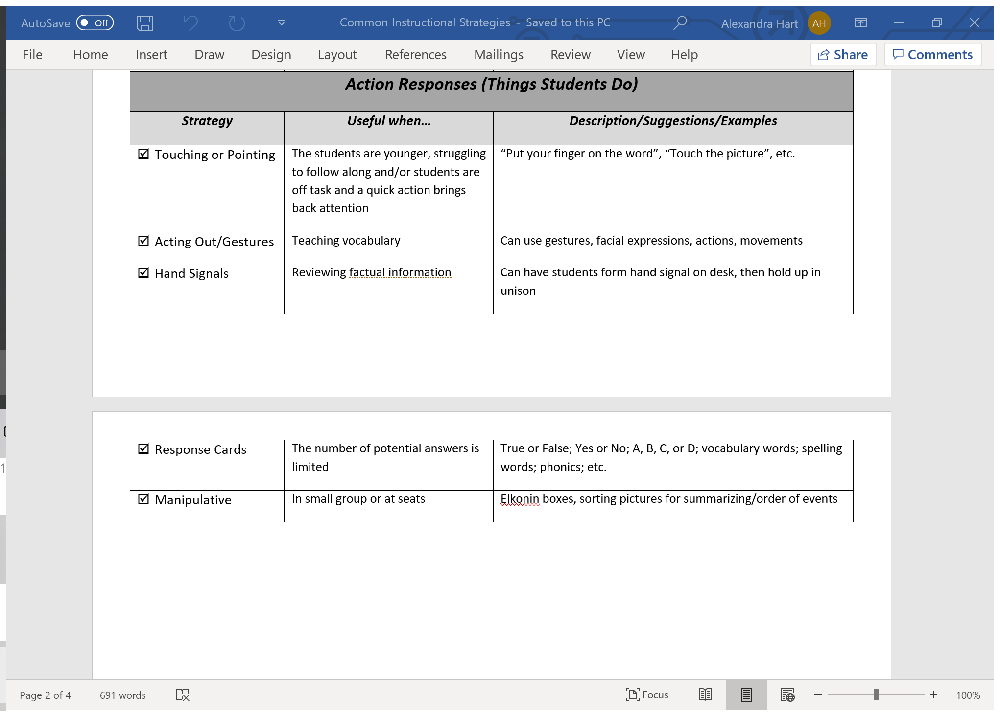 AutoSave Off Common Instructional Strategies - Saved to this PC Alexandra Hart AH
File Home Insert Draw Design Layout References Mailings Review View Help Share Comments
Action Responses (Things Students Do)
Strategy Useful when... Description/Suggestions/Examples
☑ Touching or Pointing
The students are younger, struggling
to follow along and/or students are
off task and a quick action brings
back attention
“Put your finger on the word”, “Touch the picture”, etc.
☑ Acting Out/Gestures
Teaching vocabulary
Can use gestures, facial expressions, actions, movements
☑ Hand Signals
Reviewing factual information
Can have students form hand signal on desk, then hold up in
unison
☑ Response Cards
The number of potential answers is
limited
True or False; Yes or No; A, B, C, or D; vocabulary words; spelling
words; phonics; etc.
☑ Manipulative
In small group or at seats
Elkonin boxes, sorting pictures for summarizing/order of events
1
Page 2 of 4 691 words Focus 100%